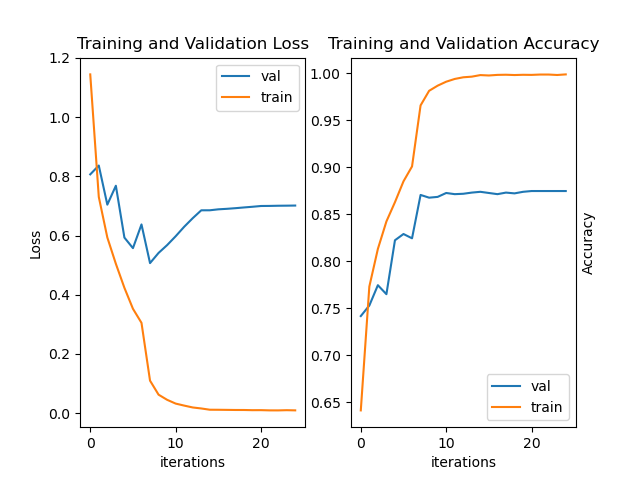 Training and Validation Loss
Loss
1.2
1.0
0.8
0.6
0.4
0.2
0.0
val
train
0
10
20
iterations
Training and Validation Accuracy
1.00
0.95
0.90
0.85
0.80
0.75
0.70
0.65
Accuracy
val
train
0
10
20
iterations